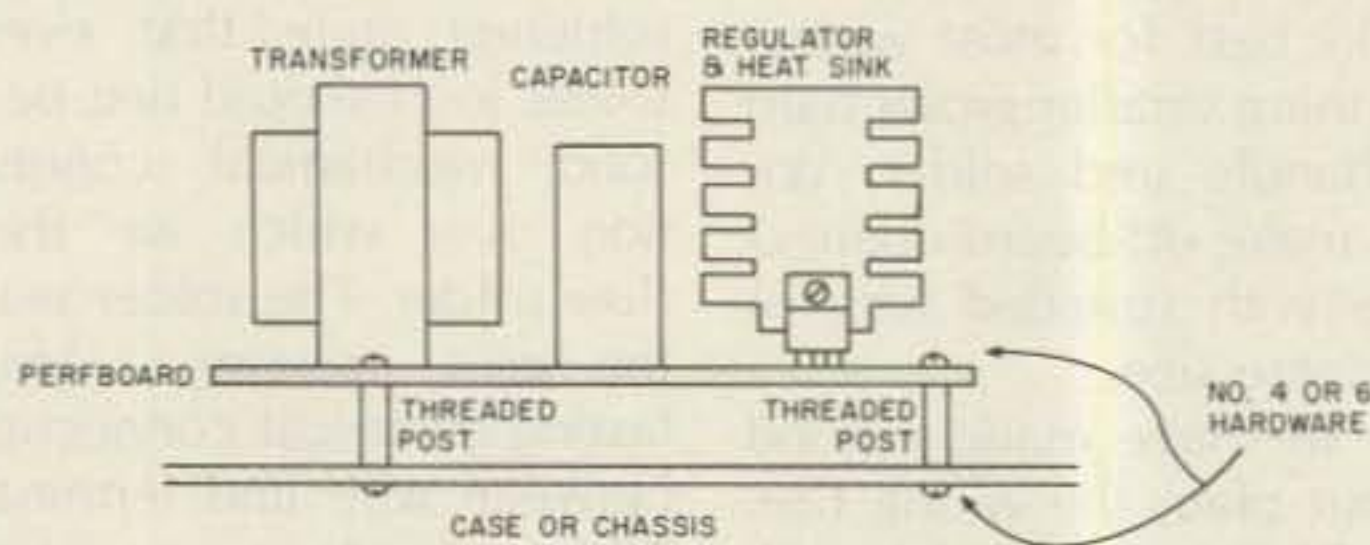 TRANSFORMER
CAPACITOR
REGULATOR
& HEAT SINK
PERFBOARD
THREADED
POST
THREADED
POST
NO. 4 OR 6
HARDWARE
CASE OR CHASSIS